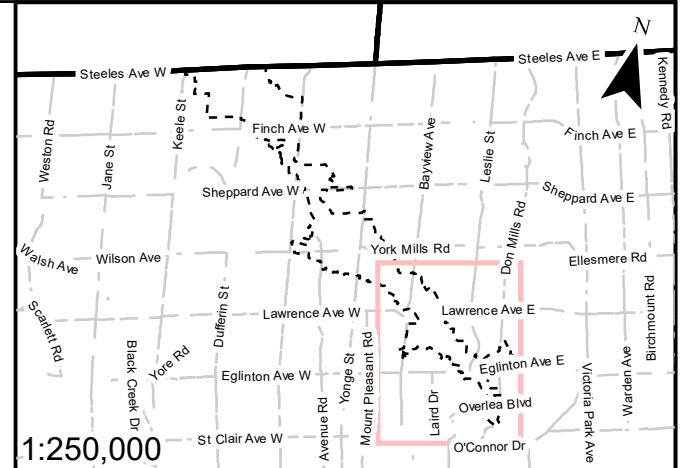 N
Steeles Ave W
Steeles Ave E
Kennedy Rd
Weston Rd
Jane St
Keele St
Finch Ave W
Bayview Ave
Leslie St
Finch Ave E
Sheppard Ave W
Sheppard Ave E
Don Mills Rd
Walsh Ave
Wilson Ave
York Mills Rd
Ellesmere Rd
Scarlett Rd
Dufferin St
Lawrence Ave W
Lawrence Ave E
Birchmount Rd
Black Creek Dr
Yore Rd
Eglinton Ave W
Avenue Rd
Yonge St
Mount Pleasant Rd
Laird Dr
Eglinton Ave E
Overlea Blvd
Victoria Park Ave
Warden Ave
St Clair Ave W
O'Connor Dr
1:250,000